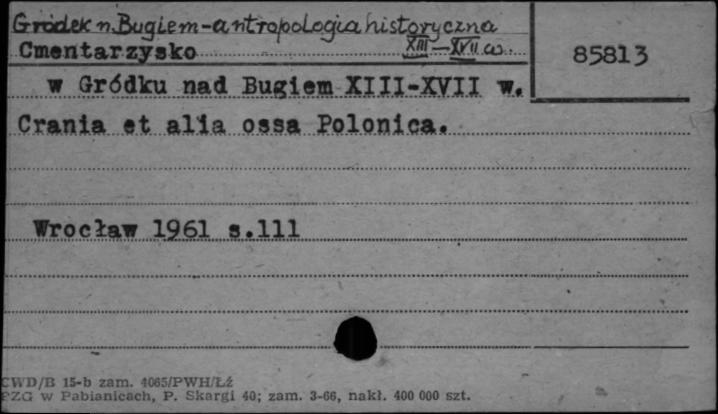 Gródek n. Bugiem - antropologia historyczna
XIII-XVII w.
Cmentarzysko
85813
w Gródku nad Bugiem XIII-XVII w.
Crania et alia ossa Polonica.
Wrocław 1961 s.111
CWD/B 15-b zam. 4065/PWH/Łź
PZG w Pabianicach, P. Skargi 40; zam. 3-66, nakł. 400 000 szt.